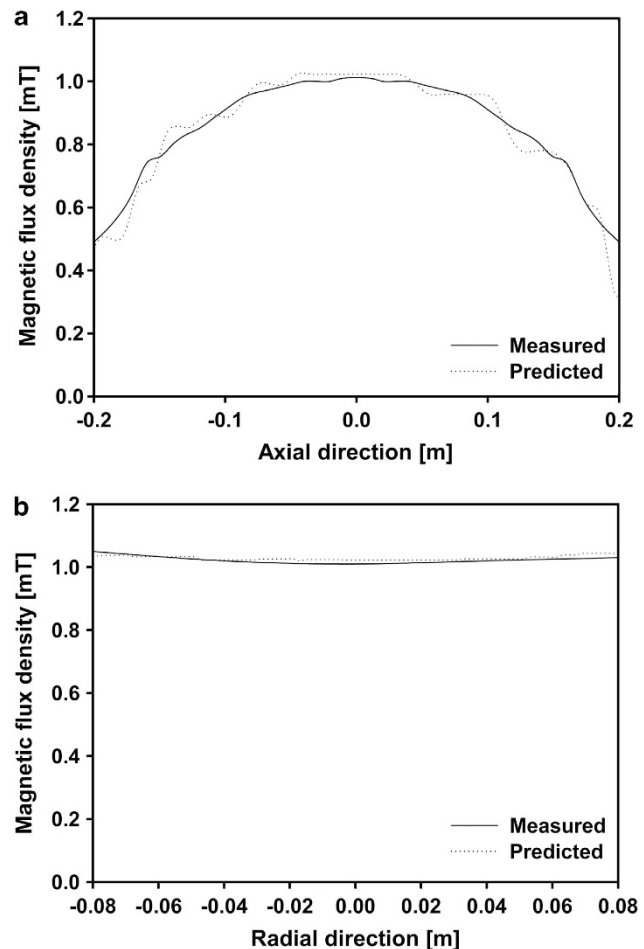 a
Magnetic flux density [mT]
1.2
1.0
0.8
0.6
0.4
0.2
0.0
-0.2 -0.1 0.0 0.1 0.2
Axial direction [m]
Measured
Predicted
b
Magnetic flux density [mT]
1.2
1.0
0.8
0.6
0.4
0.2
0.0
-0.08 -0.06 -0.04 -0.02 0.00 0.02 0.04 0.06 0.08
Radial direction [m]
Measured
Predicted